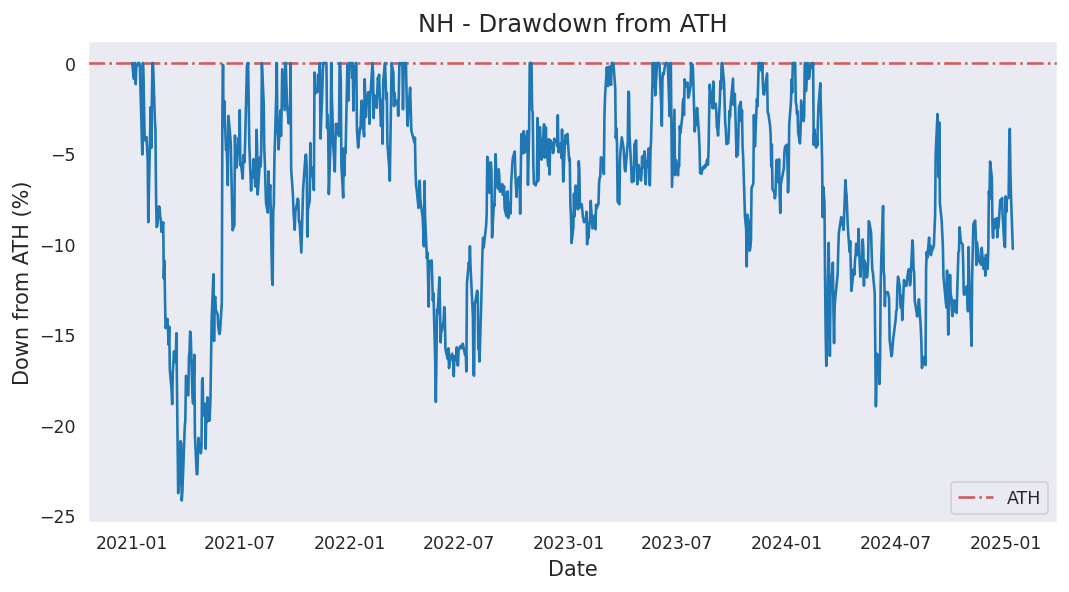 NH - Drawdown from ATH
Down from ATH (%)
0
−5
−10
−15
−20
−25
ATH
2021-01 2021-07 2022-01 2022-07 2023-01 2023-07 2024-01 2024-07 2025-01
Date